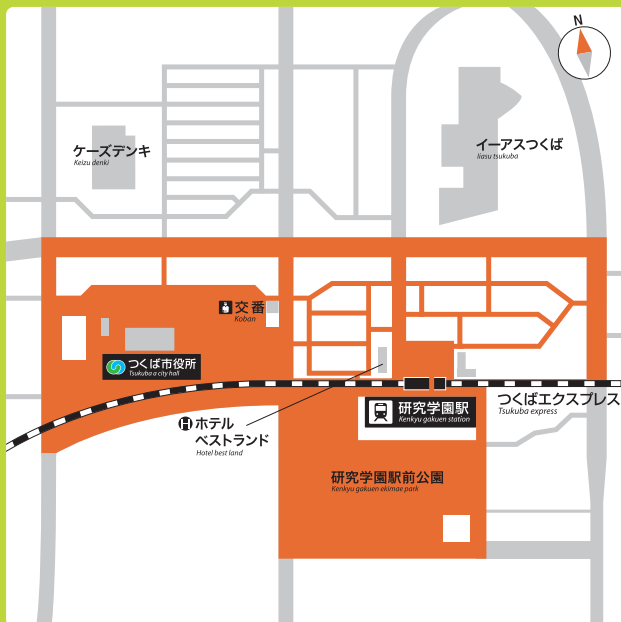 N
ケーズデンキ
Keizu denki
イーアスつくば
Iiasu tsukuba
交番
Koban
つくば市役所
Tsukuba a city hall
H ホテル
ベストランド
Hotel best land
研究学園駅
Kenkyu gakuen station
つくばエクスプレス
Tsukuba express
研究学園駅前公園
Kenkyu gakuen ekimae park